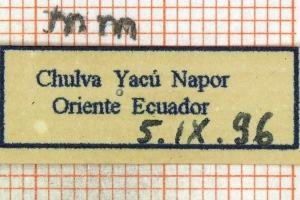 mm
Chulva Yacú Napor
Oriente Ecuador
5.IX.96